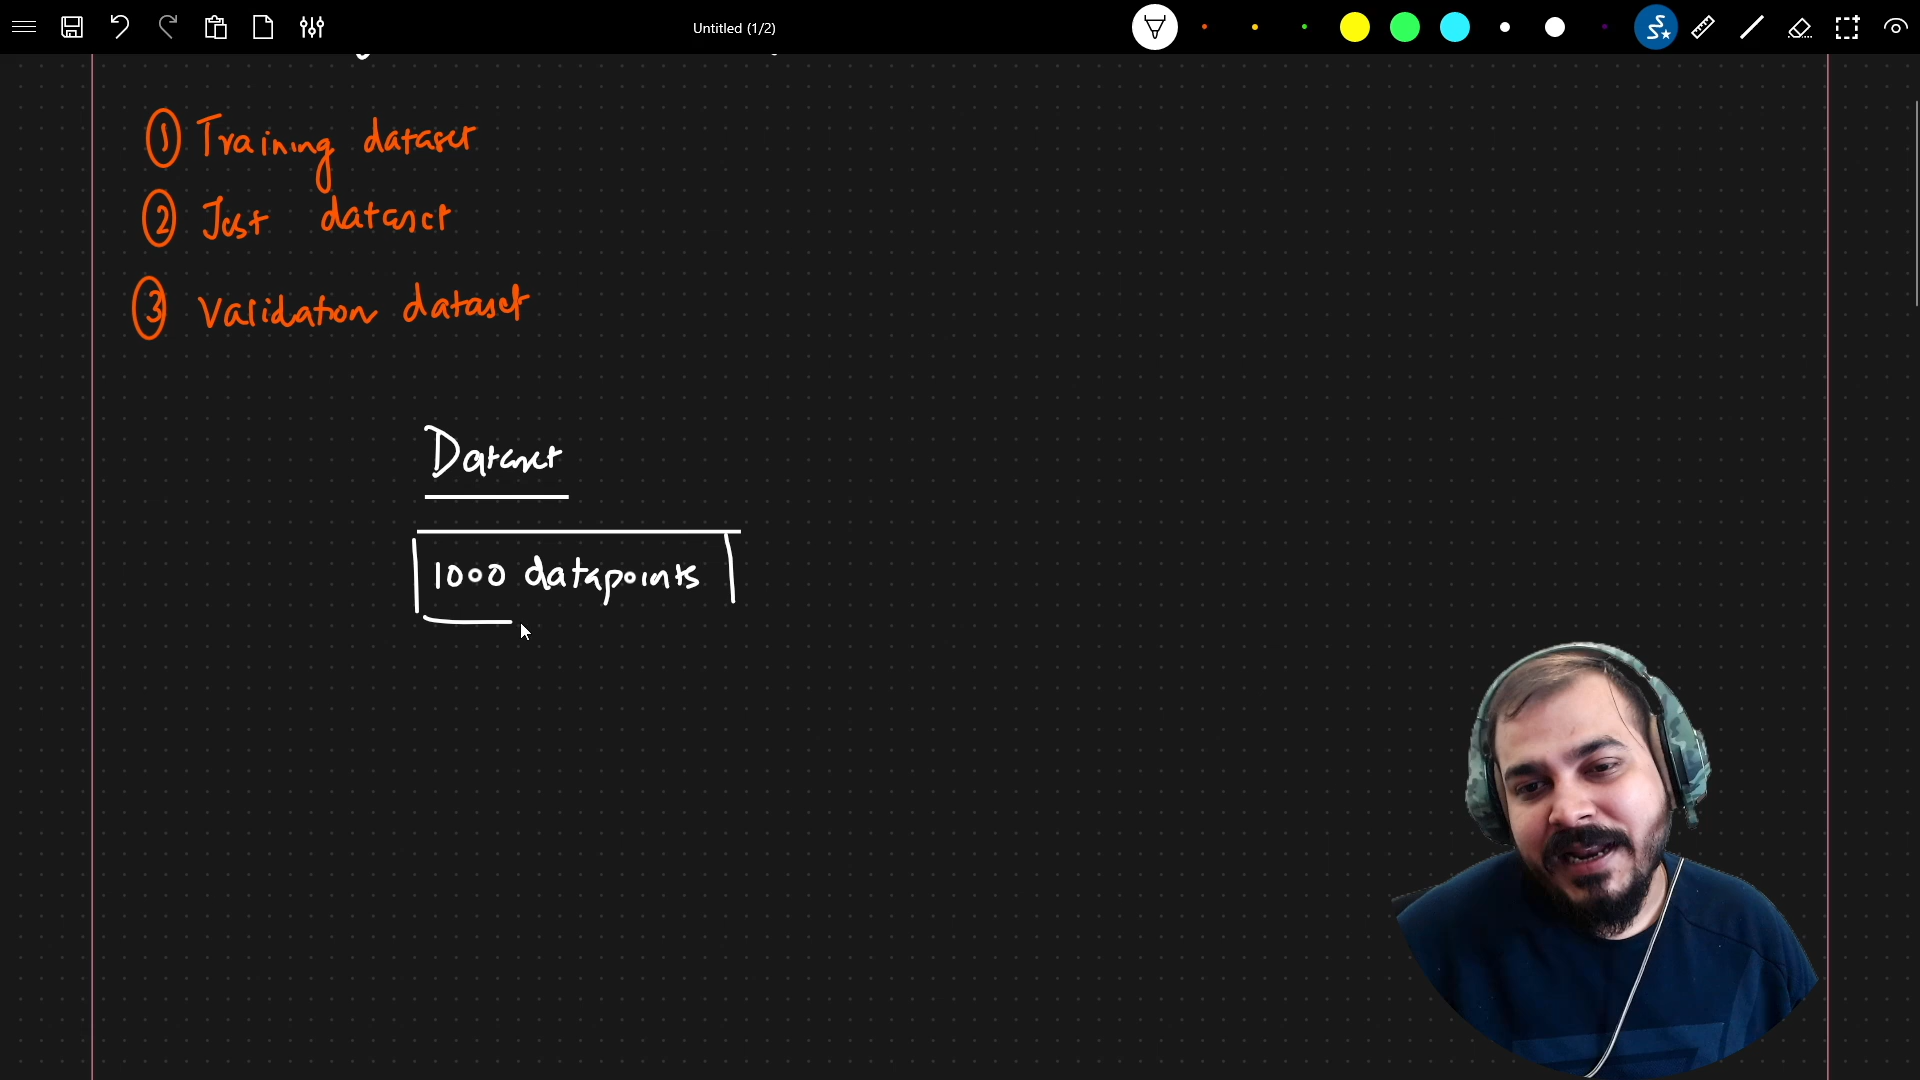 Untitled (1/2)
① Training dataset
② Test dataset
③ Validation dataset
Dataset
1000 datapoints